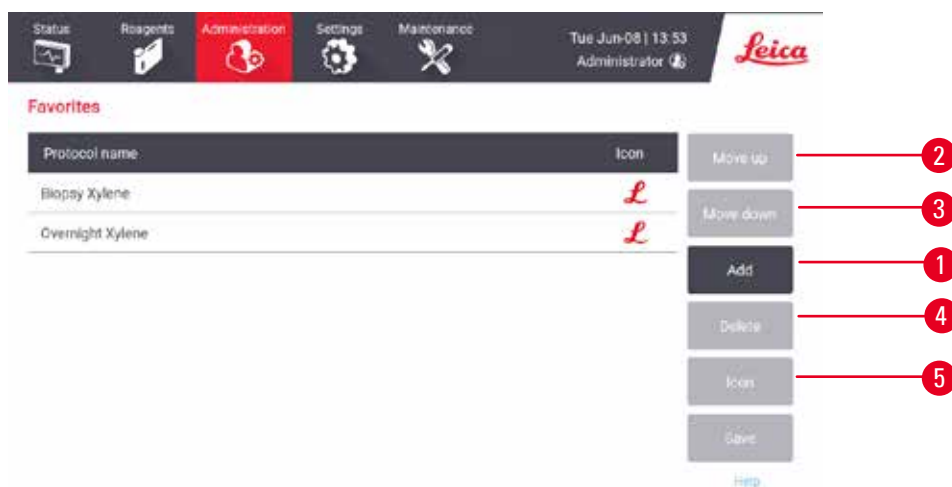 Status Reagents Administration Settings Maintenance
Tue Jun-08 | 13:53
Administrator
Leica
Favorites
Protocol name Icon
Biopsy Xylene
Overnight Xylene
Move up 2
Move down 3
Add 1
Delete 4
Icon 5
Save
Help